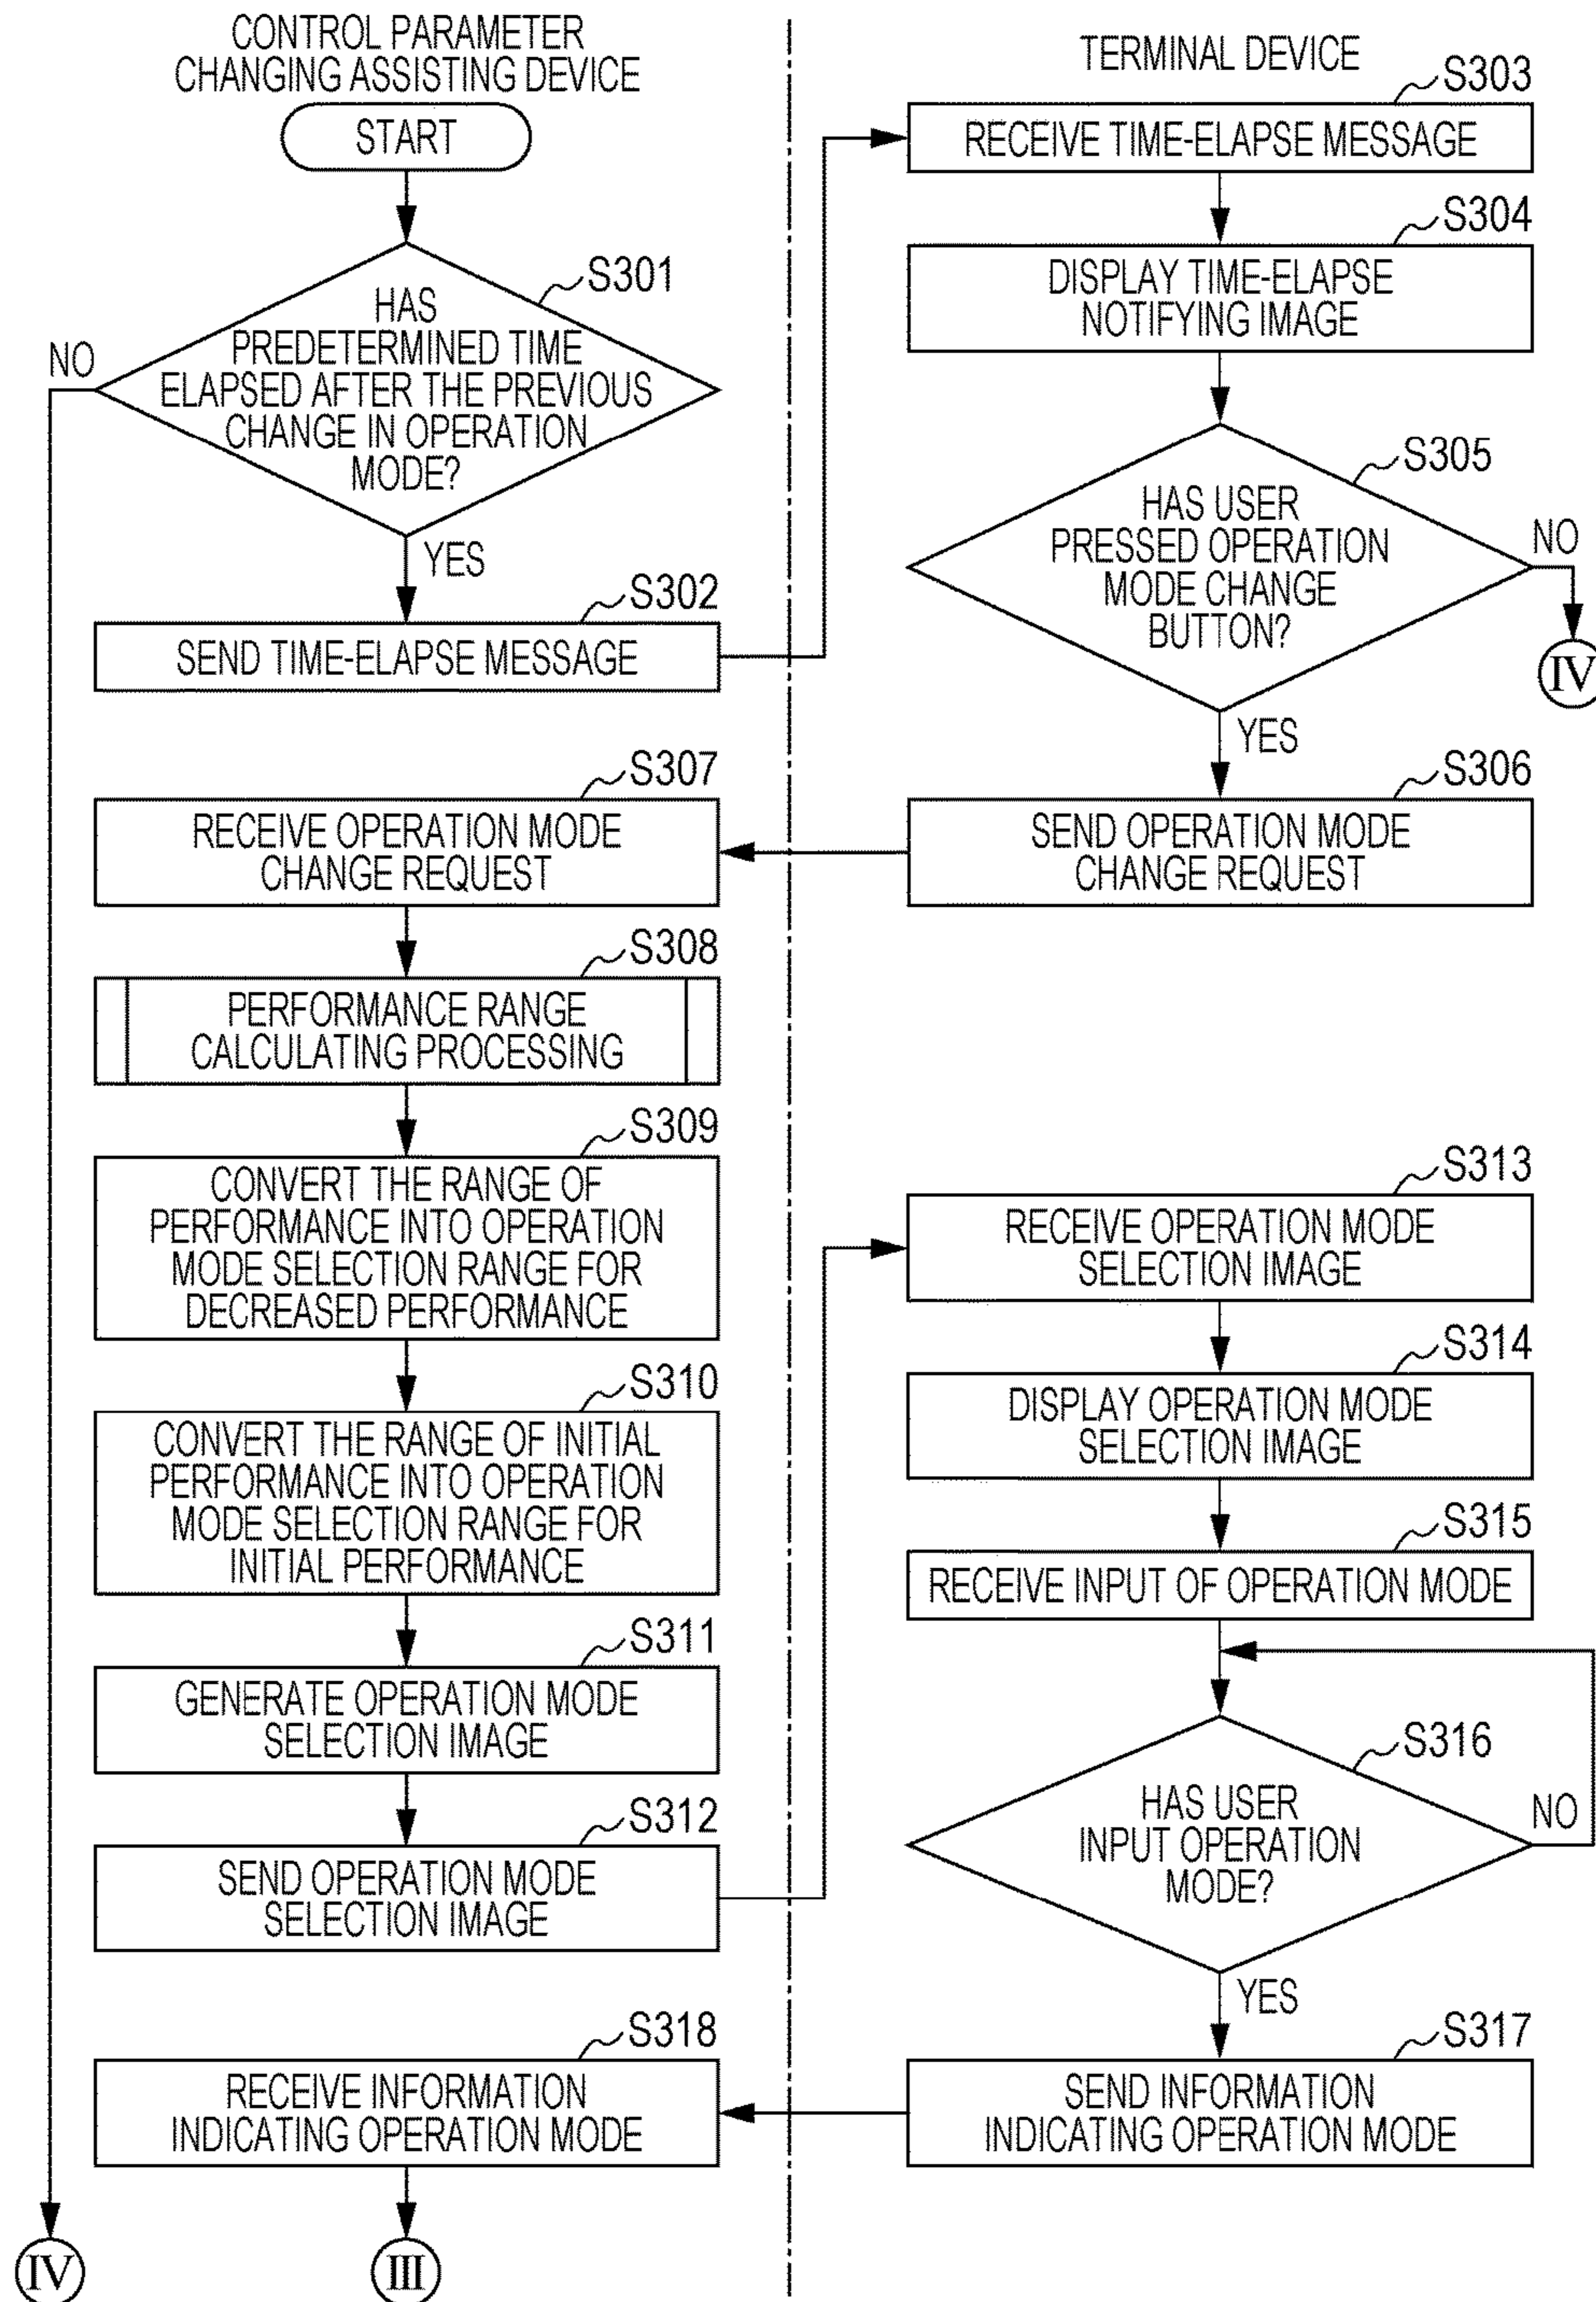 CONTROL PARAMETER
CHANGING ASSISTING DEVICE
START
S301
HAS
PREDETERMINED TIME
ELAPSED AFTER THE PREVIOUS
CHANGE IN OPERATION
MODE?
NO
YES
S302
SEND TIME-ELAPSE MESSAGE
S307
RECEIVE OPERATION MODE
CHANGE REQUEST
S308
PERFORMANCE RANGE
CALCULATING PROCESSING
S309
CONVERT THE RANGE OF
PERFORMANCE INTO OPERATION
MODE SELECTION RANGE FOR
DECREASED PERFORMANCE
S310
CONVERT THE RANGE OF INITIAL
PERFORMANCE INTO OPERATION
MODE SELECTION RANGE FOR
INITIAL PERFORMANCE
S311
GENERATE OPERATION MODE
SELECTION IMAGE
S312
SEND OPERATION MODE
SELECTION IMAGE
S318
RECEIVE INFORMATION
INDICATING OPERATION MODE
IV
III
TERMINAL DEVICE
S303
RECEIVE TIME-ELAPSE MESSAGE
S304
DISPLAY TIME-ELAPSE
NOTIFYING IMAGE
S305
HAS USER
PRESSED OPERATION
MODE CHANGE
BUTTON?
NO
IV
YES
S306
SEND OPERATION MODE
CHANGE REQUEST
S313
RECEIVE OPERATION MODE
SELECTION IMAGE
S314
DISPLAY OPERATION MODE
SELECTION IMAGE
S315
RECEIVE INPUT OF OPERATION MODE
S316
HAS USER
INPUT OPERATION
MODE?
NO
YES
S317
SEND INFORMATION
INDICATING OPERATION MODE